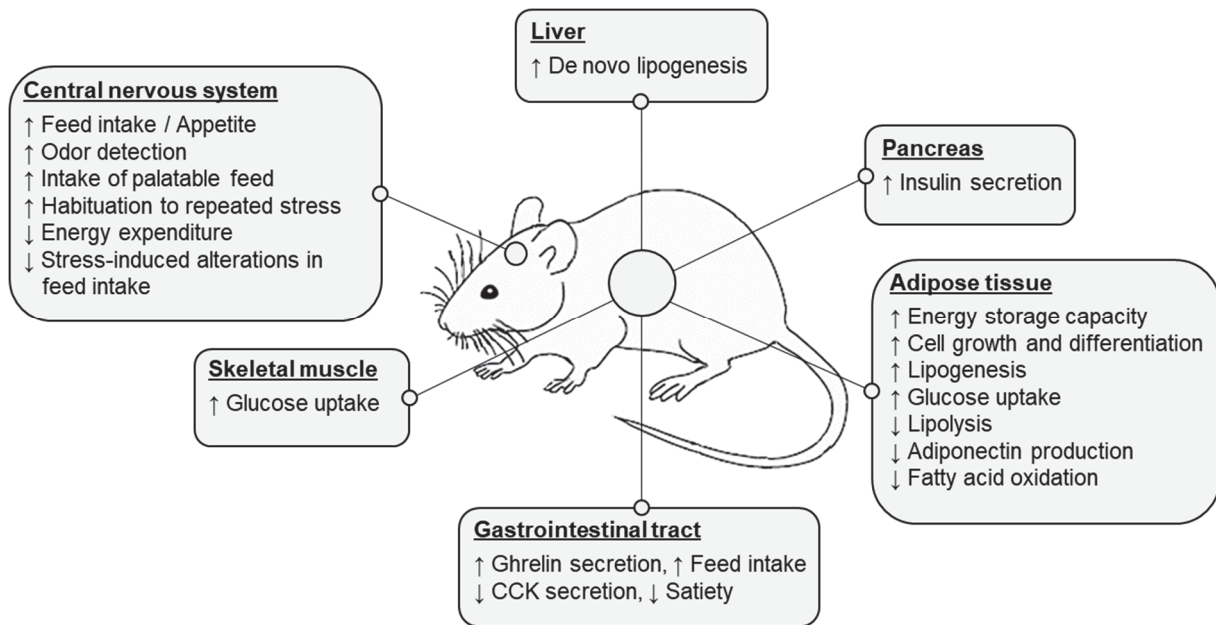 Liver
↑ De novo lipogenesis
Central nervous system
↑ Feed intake / Appetite
↑ Odor detection
↑ Intake of palatable feed
↑ Habituation to repeated stress
↓ Energy expenditure
↓ Stress-induced alterations in
feed intake
Pancreas
↑ Insulin secretion
Adipose tissue
↑ Energy storage capacity
↑ Cell growth and differentiation
↑ Lipogenesis
↑ Glucose uptake
↓ Lipolysis
↓ Adiponectin production
↓ Fatty acid oxidation
Skeletal muscle
↑ Glucose uptake
Gastrointestinal tract
↑ Ghrelin secretion, ↑ Feed intake
↓ CCK secretion, ↓ Satiety